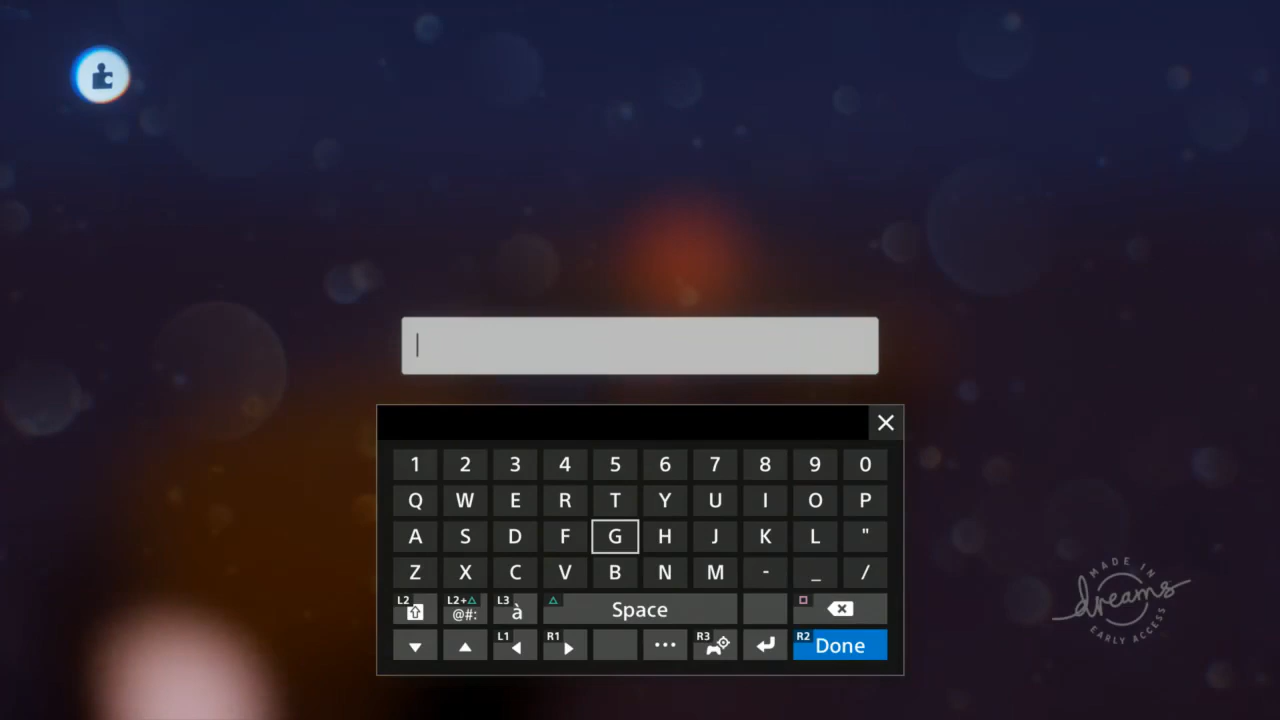 1 2 3 4 5 6 7 8 9 0
Q W E R T Y U I O P
A S D F G H J K L "
Z X C V B N M - _ /
L2 L2+△ @#: L3 à △ Space □
L1 R1 ... R3 R2 Done
MADE IN
dreams
EARLY ACCESS